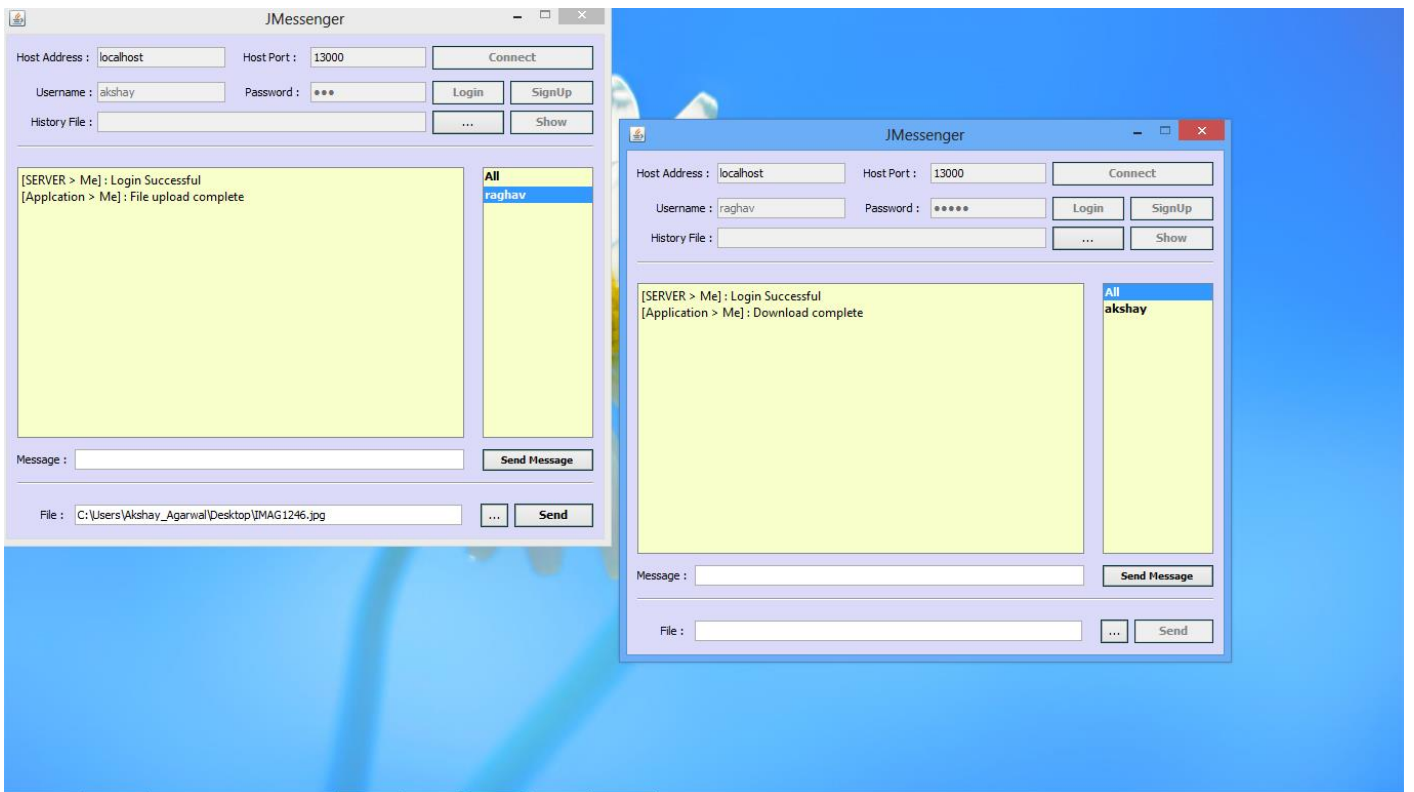 JMessenger
Host Address : localhost Host Port : 13000 Connect
Username : akshay Password : ••• Login SignUp
History File : ... Show
[SERVER > Me] : Login Successful
[Applcation > Me] : File upload complete
All
raghav
Message : Send Message
File : C:\Users\Akshay_Agarwal\Desktop\IMAG1246.jpg ... Send
JMessenger
Host Address : localhost Host Port : 13000 Connect
Username : raghav Password : ••••• Login SignUp
History File : ... Show
[SERVER > Me] : Login Successful
[Application > Me] : Download complete
All
akshay
Message : Send Message
File : ... Send